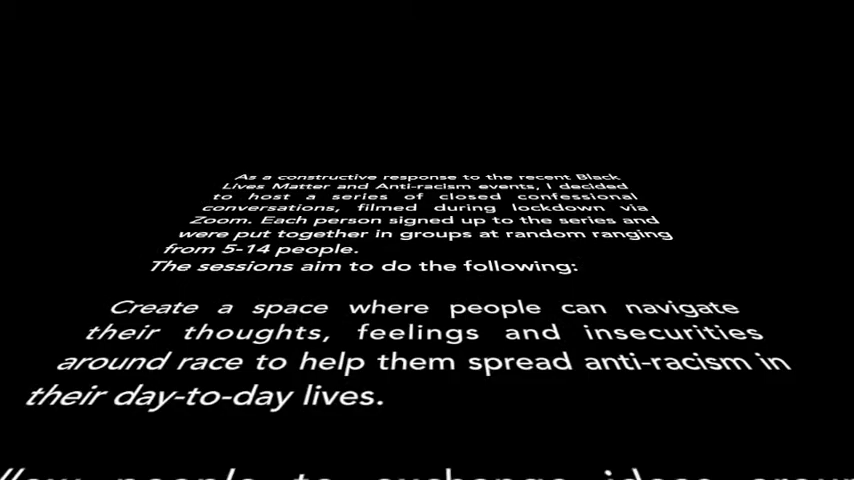 As a constructive response to the recent Black
Lives Matter and Anti-racism events, I decided
to host a series of closed confessional
conversations, filmed during lockdown via
Zoom. Each person signed up to the series and
were put together in groups at random ranging
from 5-14 people.
The sessions aim to do the following:
Create a space where people can navigate
their thoughts, feelings and insecurities
around race to help them spread anti-racism in
their day-to-day lives.
people to exchange ideas